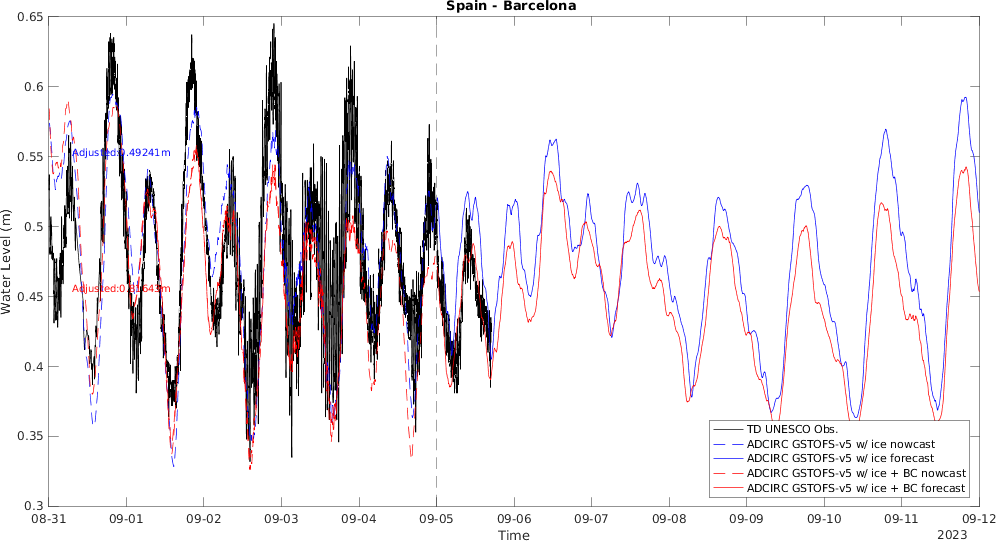 Spain - Barcelona
0.65
0.6
0.55
0.5
0.45
0.4
0.35
0.3
Water Level (m)
Adjusted:0.49241m
TD UNESCO Obs.
ADCIRC GSTOFS-v5 w/ ice nowcast
ADCIRC GSTOFS-v5 w/ ice forecast
ADCIRC GSTOFS-v5 w/ ice + BC nowcast
ADCIRC GSTOFS-v5 w/ ice + BC forecast
08-31 09-01 09-02 09-03 09-04 09-05 09-06 09-07 09-08 09-09 09-10 09-11 09-12
Time
2023